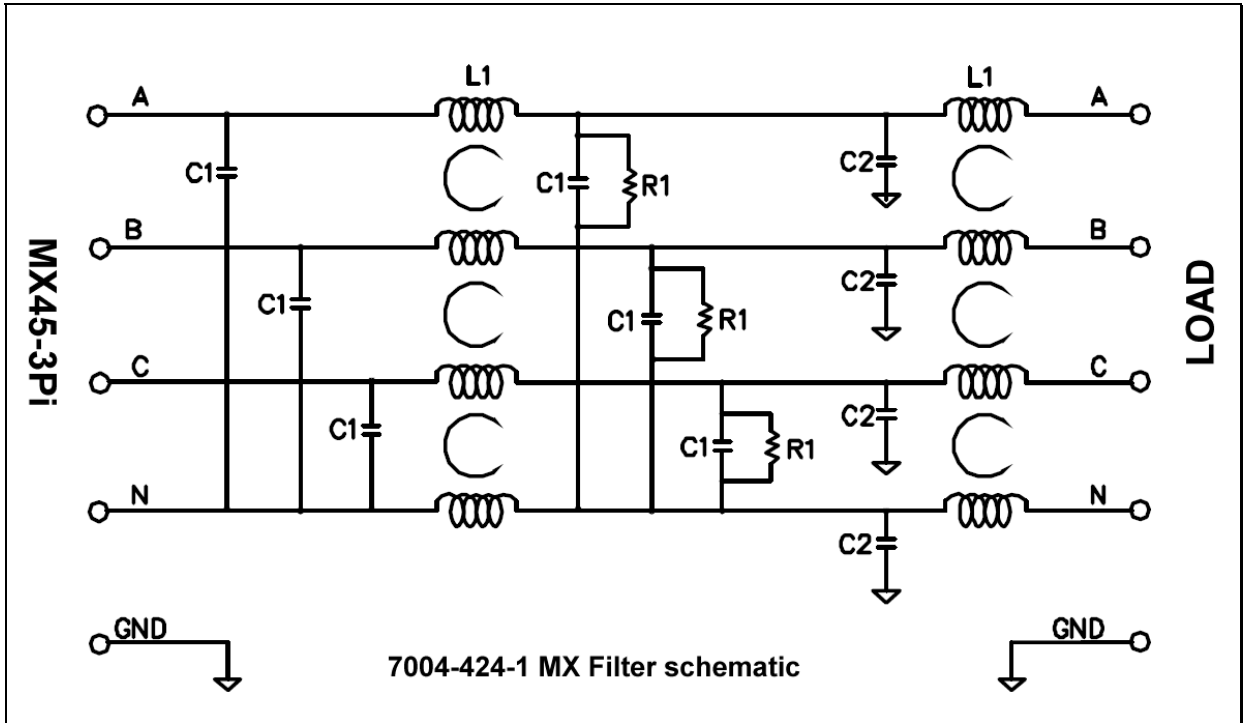 L1
L1
A
A
C1
C1
R1
C2
B
B
C1
C1
R1
C2
MX45-3Pi
LOAD
C
C
C1
C1
R1
C2
N
N
C2
GND
GND
7004-424-1 MX Filter schematic